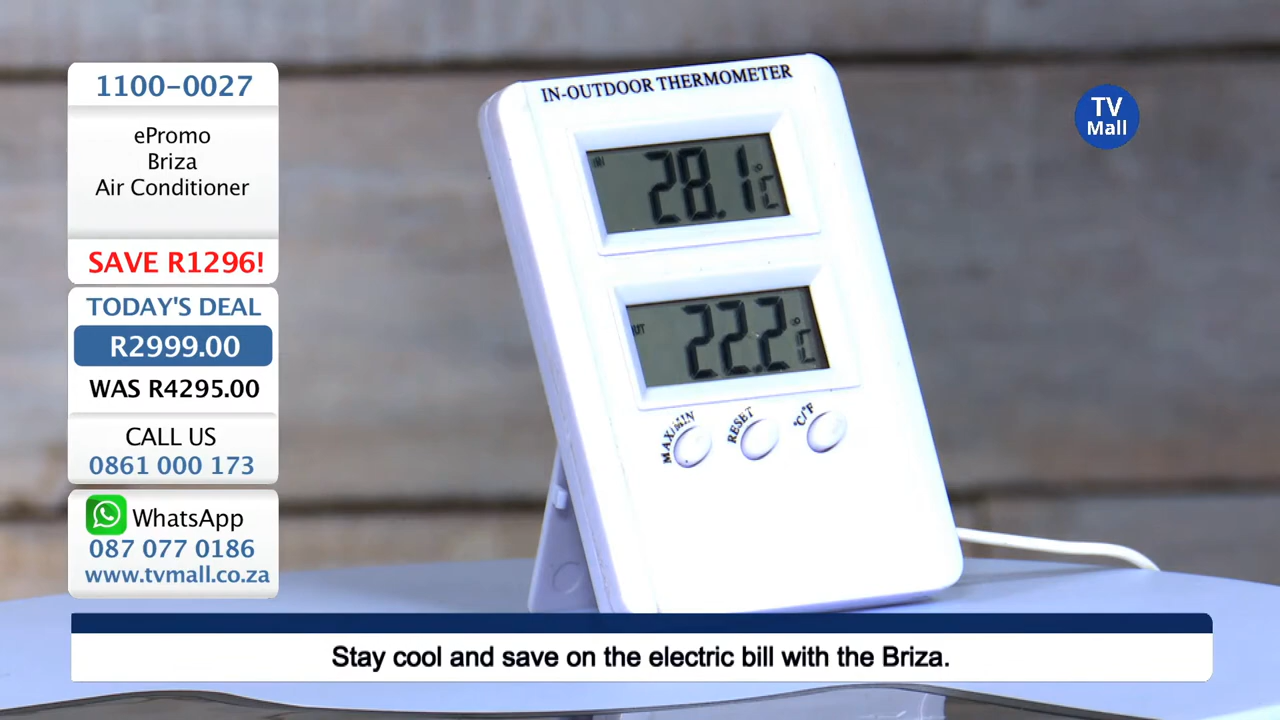 1100-0027
ePromo
Briza
Air Conditioner
SAVE R1296!
TODAY'S DEAL
R2999.00
WAS R4295.00
CALL US
0861 000 173
WhatsApp
087 077 0186
www.tvmall.co.za
IN-OUTDOOR THERMOMETER
IN
28.1°C
OUT
22.2°C
MAX/MIN
RESET
°C/°F
TV
Mall
Stay cool and save on the electric bill with the Briza.